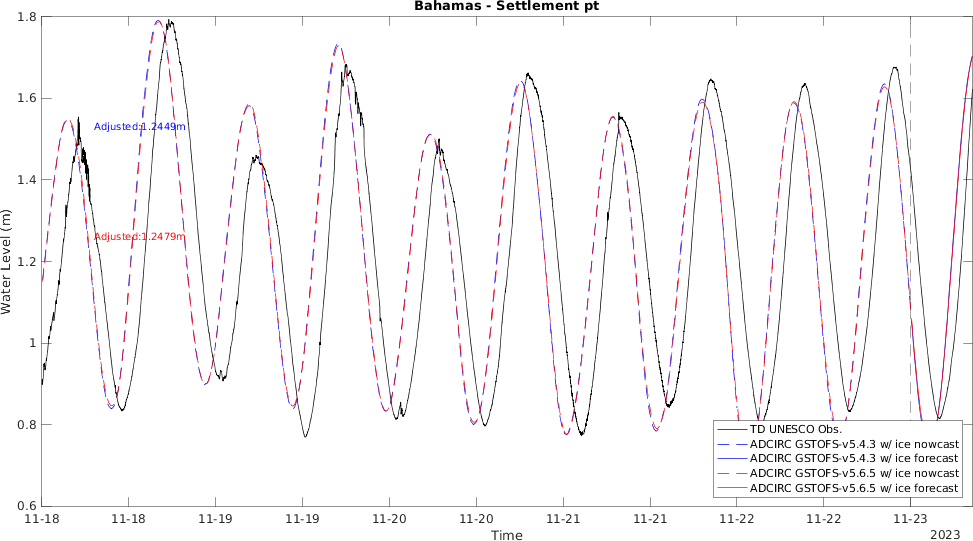 Bahamas - Settlement pt
1.8
1.6
1.4
1.2
1
0.8
0.6
Water Level (m)
Adjusted:1.2449m
Adjusted:1.2479m
TD UNESCO Obs.
ADCIRC GSTOFS-v5.4.3 w/ ice nowcast
ADCIRC GSTOFS-v5.4.3 w/ ice forecast
ADCIRC GSTOFS-v5.6.5 w/ ice nowcast
ADCIRC GSTOFS-v5.6.5 w/ ice forecast
11-18 11-18 11-19 11-19 11-20 11-20 11-21 11-21 11-22 11-22 11-23
Time
2023